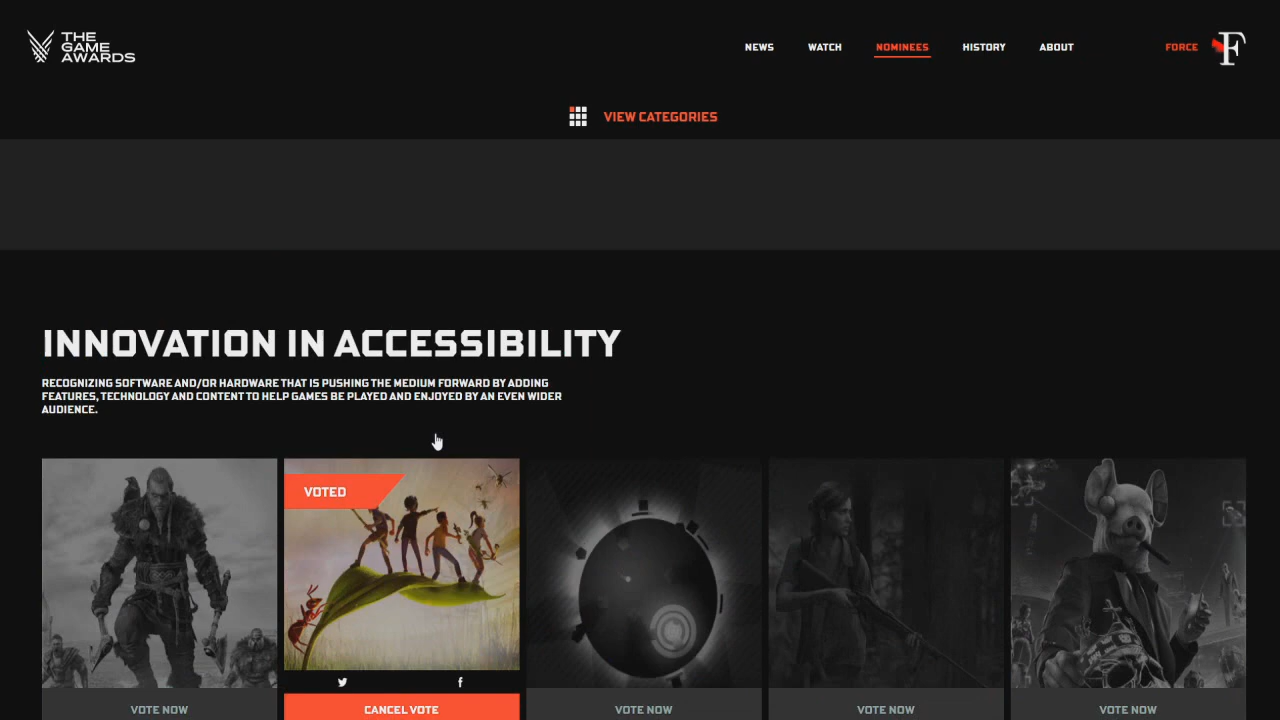 THE
GAME
AWARDS
NEWS WATCH NOMINEES HISTORY ABOUT FORCE F
VIEW CATEGORIES
INNOVATION IN ACCESSIBILITY
RECOGNIZING SOFTWARE AND/OR HARDWARE THAT IS PUSHING THE MEDIUM FORWARD BY ADDING
FEATURES, TECHNOLOGY AND CONTENT TO HELP GAMES BE PLAYED AND ENJOYED BY AN EVEN WIDER
AUDIENCE.
VOTED
VOTE NOW CANCEL VOTE VOTE NOW VOTE NOW VOTE NOW